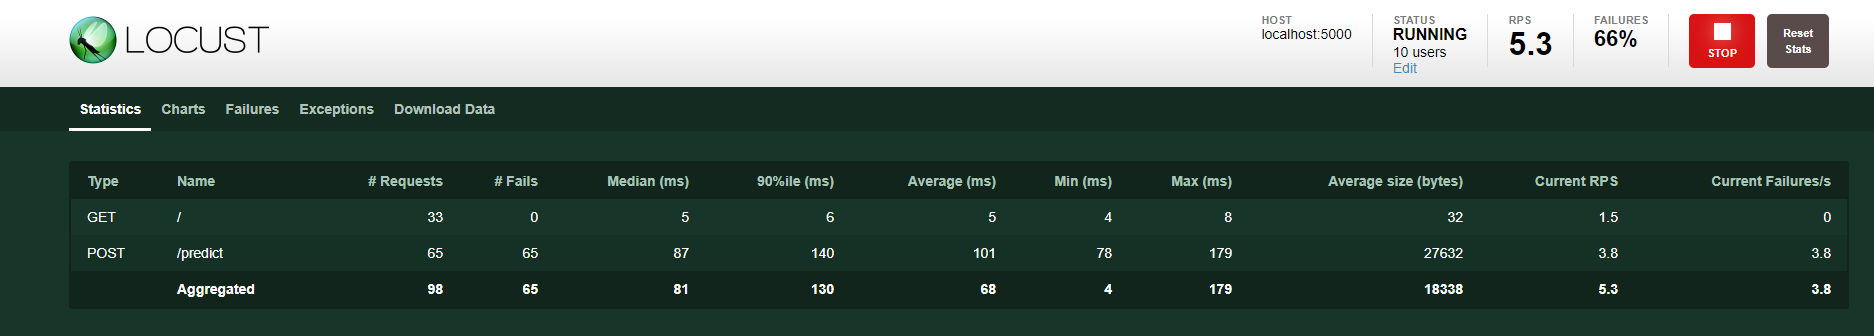 LOCUST
HOST
localhost:5000
STATUS
RUNNING
10 users
Edit
RPS
5.3
FAILURES
66%
STOP
Reset
Stats
Statistics Charts Failures Exceptions Download Data
Type Name # Requests # Fails Median (ms) 90%ile (ms) Average (ms) Min (ms) Max (ms) Average size (bytes) Current RPS Current Failures/s
GET / 33 0 5 6 5 4 8 32 1.5 0
POST /predict 65 65 87 140 101 78 179 27632 3.8 3.8
Aggregated 98 65 81 130 68 4 179 18338 5.3 3.8